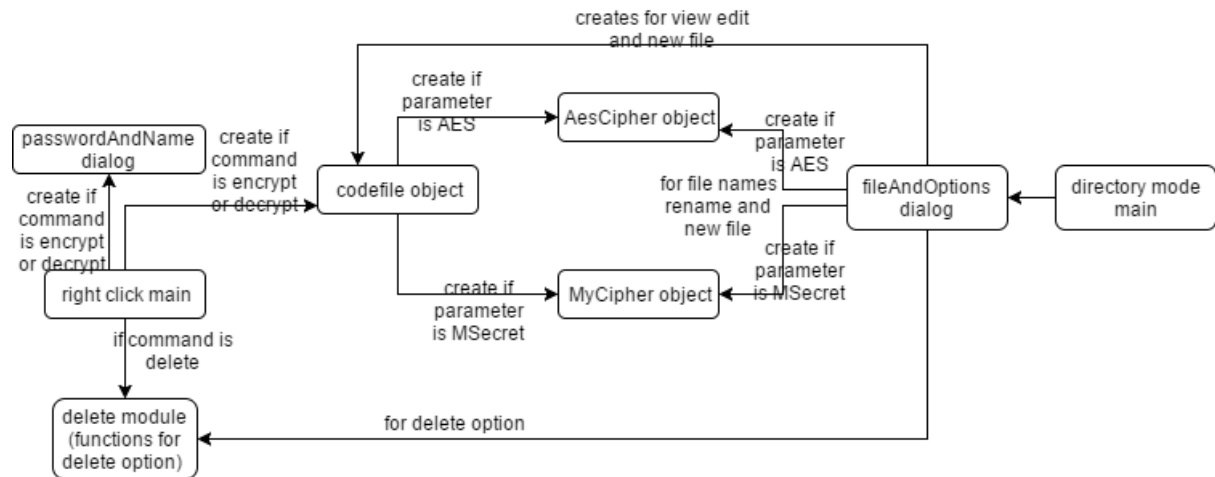 creates for view edit
and new file
create if
parameter
is AES
AesCipher object
create if
parameter
is AES
passwordAndName
dialog
create if
command
is encrypt
or decrypt
codefile object
for file names
rename and
new file
fileAndOptions
dialog
directory mode
main
create if
command
is encrypt
or decrypt
right click main
create if
parameter
is MSecret
MyCipher object
create if
parameter
is MSecret
if command is
delete
delete module
(functions for
delete option)
for delete option